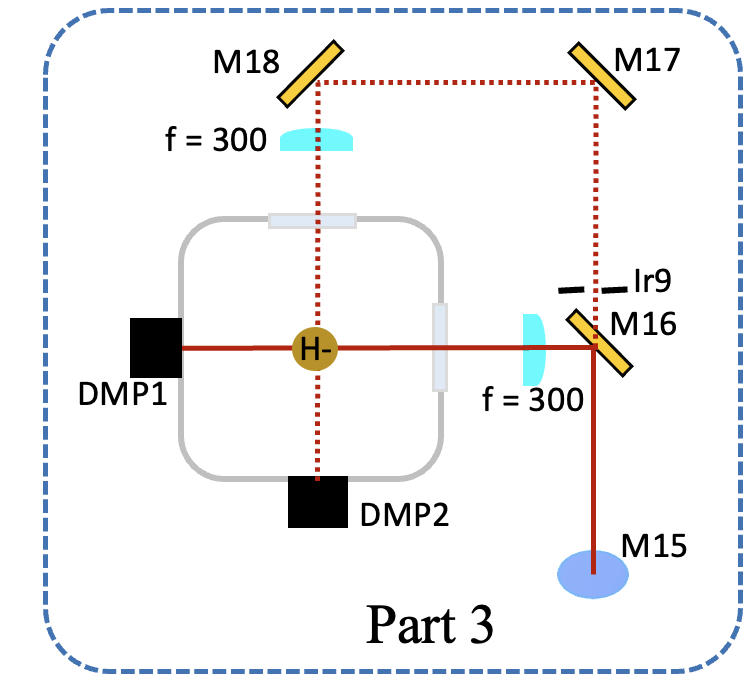 M18
M17
f = 300
Ir9
M16
H-
DMP1
f = 300
DMP2
M15
Part 3